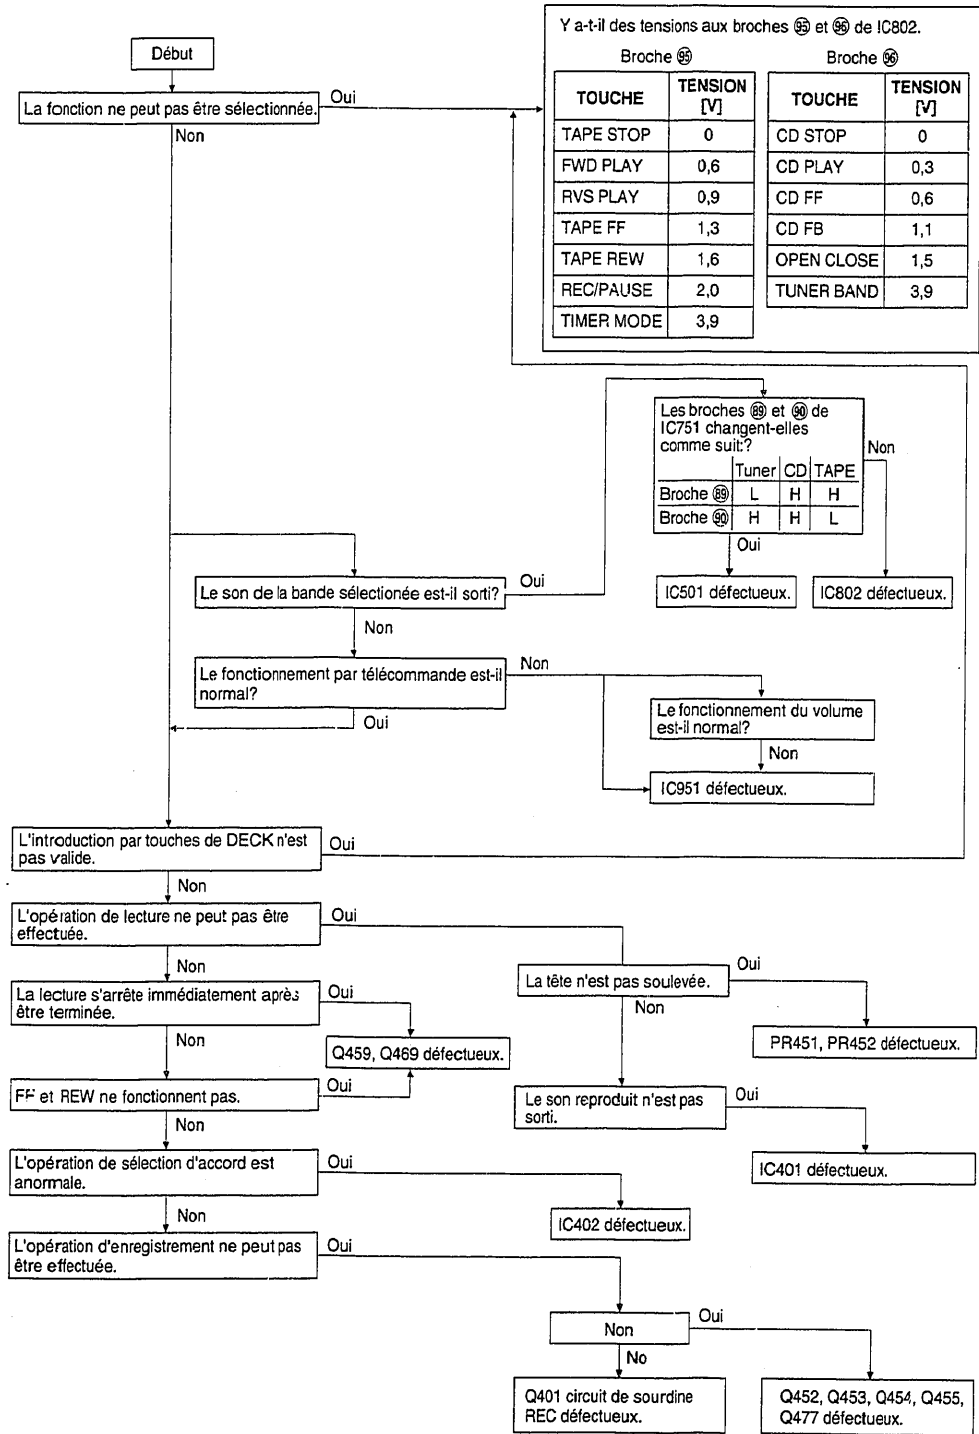 Début
La fonction ne peut pas être sélectionnée.
Oui
Non
Y a-t-il des tensions aux broches 95 et 96 de IC802.
Broche 95
TOUCHE TENSION [V]
TAPE STOP 0
FWD PLAY 0,6
RVS PLAY 0,9
TAPE FF 1,3
TAPE REW 1,6
REC/PAUSE 2,0
TIMER MODE 3,9
Broche 96
TOUCHE TENSION [V]
CD STOP 0
CD PLAY 0,3
CD FF 0,6
CD FB 1,1
OPEN CLOSE 1,5
TUNER BAND 3,9
Les broches 89 et 90 de
IC751 changent-elles
comme suit:?
Tuner CD TAPE
Broche 89 L H H
Broche 90 H H L
Non
Oui
IC501 défectueux.
IC802 défectueux.
Le son de la bande sélectionée est-il sorti?
Oui
Non
Le fonctionnement par télécommande est-il
normal?
Non
Oui
Le fonctionnement du volume
est-il normal?
Non
IC951 défectueux.
L'introduction par touches de DECK n'est
pas valide.
Oui
Non
L'opération de lecture ne peut pas être
effectuée.
Oui
Non
La tête n'est pas soulevée.
Oui
Non
PR451, PR452 défectueux.
La lecture s'arrête immédiatement après
être terminée.
Oui
Non
Q459, Q469 défectueux.
FF et REW ne fonctionnent pas.
Oui
Non
Le son reproduit n'est pas
sorti.
Oui
IC401 défectueux.
L'opération de sélection d'accord est
anormale.
Oui
Non
IC402 défectueux.
L'opération d'enregistrement ne peut pas
être effectuée.
Oui
Non
Oui
No
Q401 circuit de sourdine
REC défectueux.
Q452, Q453, Q454, Q455,
Q477 défectueux.